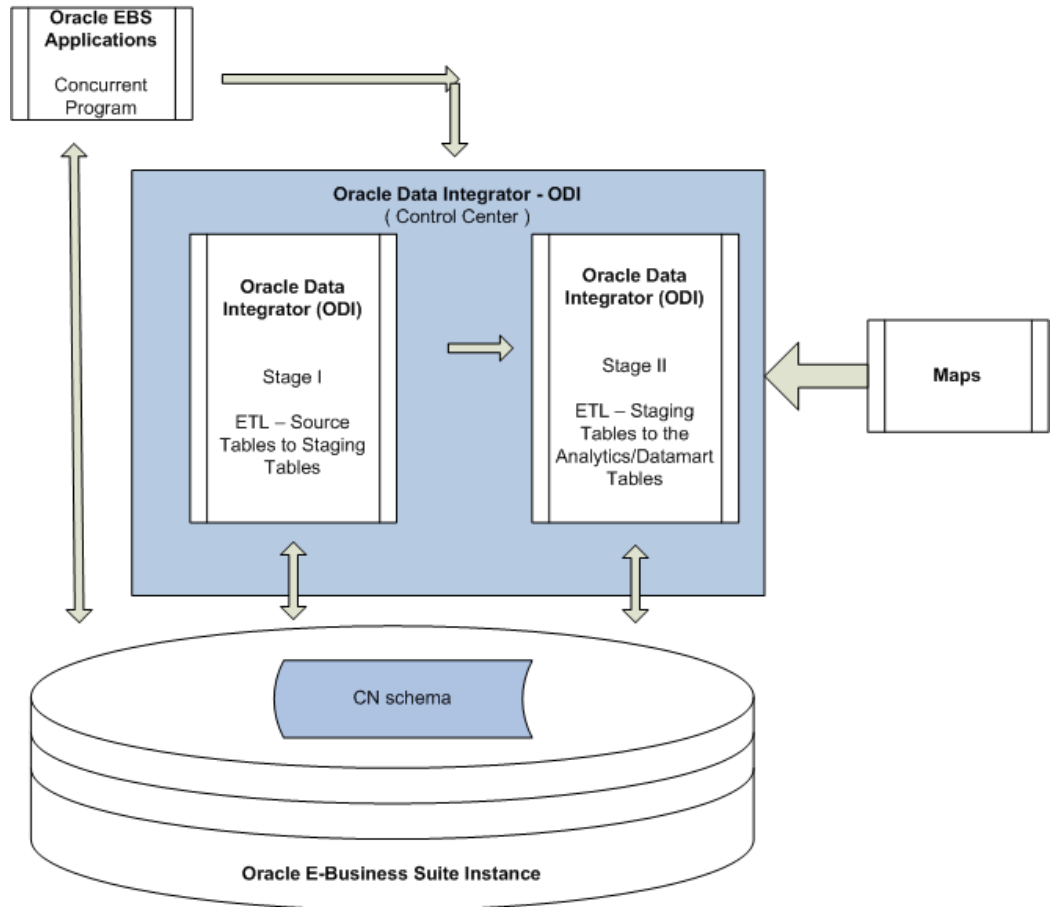 Oracle EBS
Applications
Concurrent
Program
Oracle Data Integrator - ODI
( Control Center )
Oracle Data
Integrator (ODI)
Stage I
ETL – Source
Tables to Staging
Tables
Oracle Data
Integrator (ODI)
Stage II
ETL – Staging
Tables to the
Analytics/Datamart
Tables
Maps
CN schema
Oracle E-Business Suite Instance